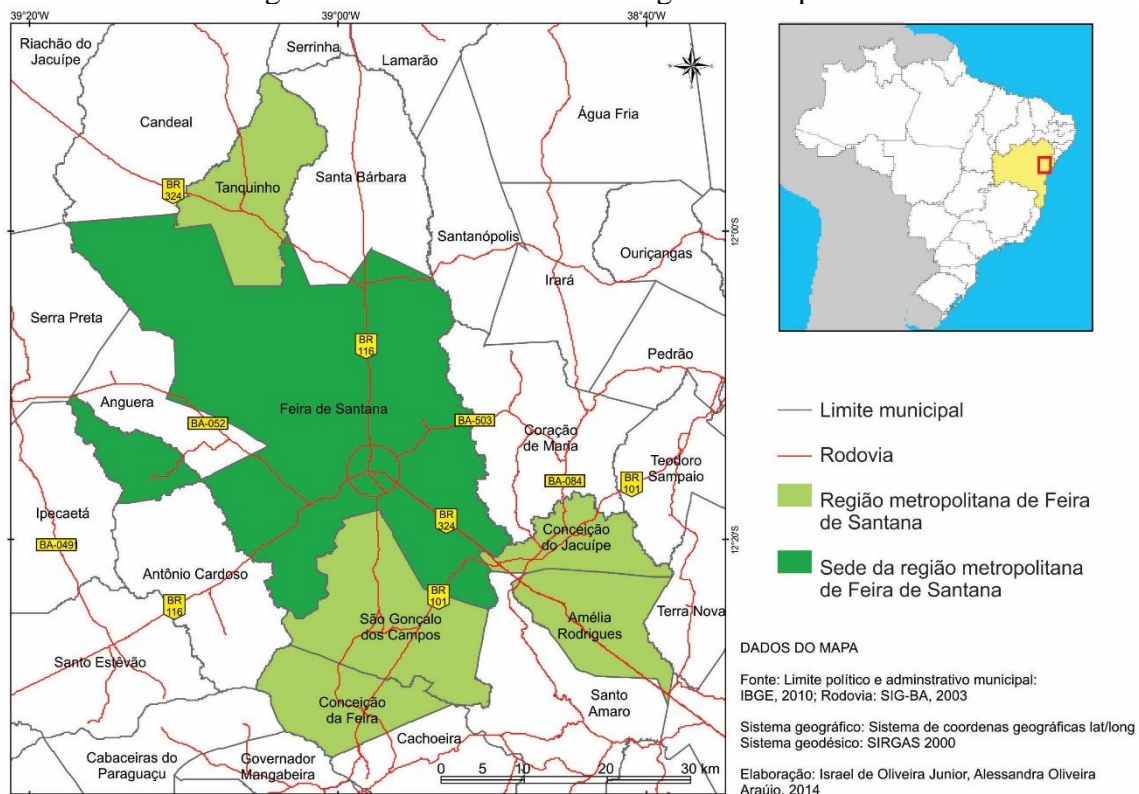 39°20'W
39°00'W
38°40'W
Riachão do
Jacuípe
Serrinha
Lamarão
Candeal
Água Fria
BR
324
Tanquinho
Santa Bárbara
Santanópolis
12°00'S
Ouriçangas
Irará
Serra Preta
BR
116
Pedrão
Anguera
Feira de Santana
BA-052
BA-503
Coração
de Maria
Teodoro
Sampaio
BA-084
BR
101
Ipecaetá
BR
324
Conceição
do Jacuípe
12°20'S
BA-0491
Antônio Cardoso
BR
116
BR
101
São Gonçalo
dos Campos
Amélia
Rodrigues
Terra Nova
Santo Estêvão
Conceição
da Feira
Santo
Amaro
Cachoeira
Cabaceiras do
Paraguaçu
Governador
Mangabeira
0 5 10 20 30 km
Limite municipal
Rodovia
Região metropolitana de Feira
de Santana
Sede da região metropolitana
de Feira de Santana
DADOS DO MAPA
Fonte: Limite político e adminstrativo municipal:
IBGE, 2010; Rodovia: SIG-BA, 2003
Sistema geográfico: Sistema de coordenas geográficas lat/long
Sistema geodésico: SIRGAS 2000
Elaboração: Israel de Oliveira Junior, Alessandra Oliveira
Araújo, 2014